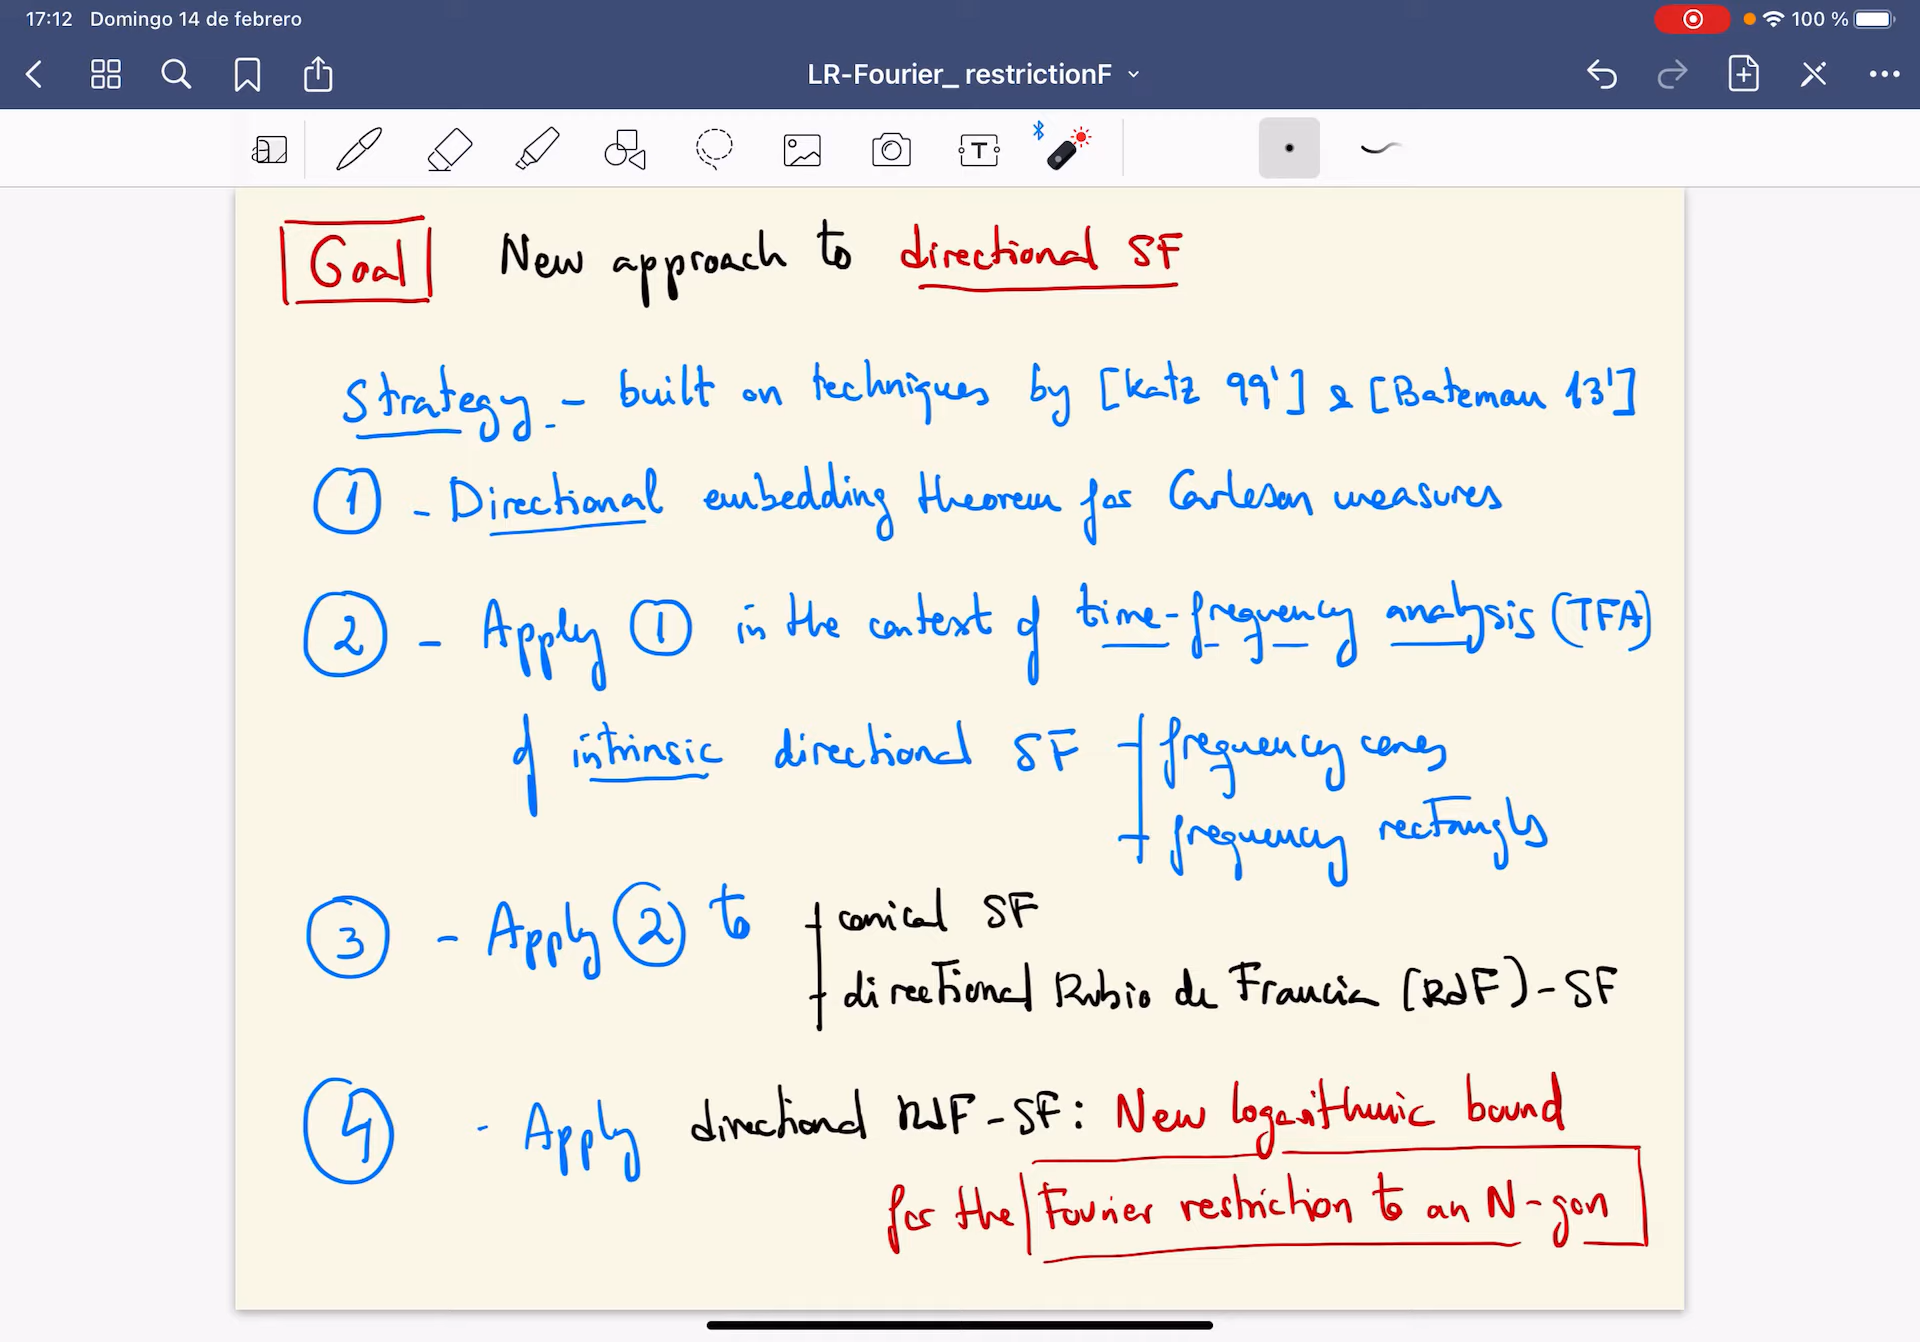 17:12 Domingo 14 de febrero
100 %
LR-Fourier_restrictionF
T
Goal New approach to directional SF
Strategy - built on techniques by [Katz 99'] & [Bateman 13']
① - Directional embedding theorem for Carleson measures
② - Apply ① in the context of time-frequency analysis (TFA)
of intrinsic directional SF - frequency cones
- frequency rectangles
③ - Apply ② to - conical SF
- directional Rubio de Francia (RdF) - SF
④ - Apply directional RdF - SF: New logarithmic bound
for the Fourier restriction to an N-gon